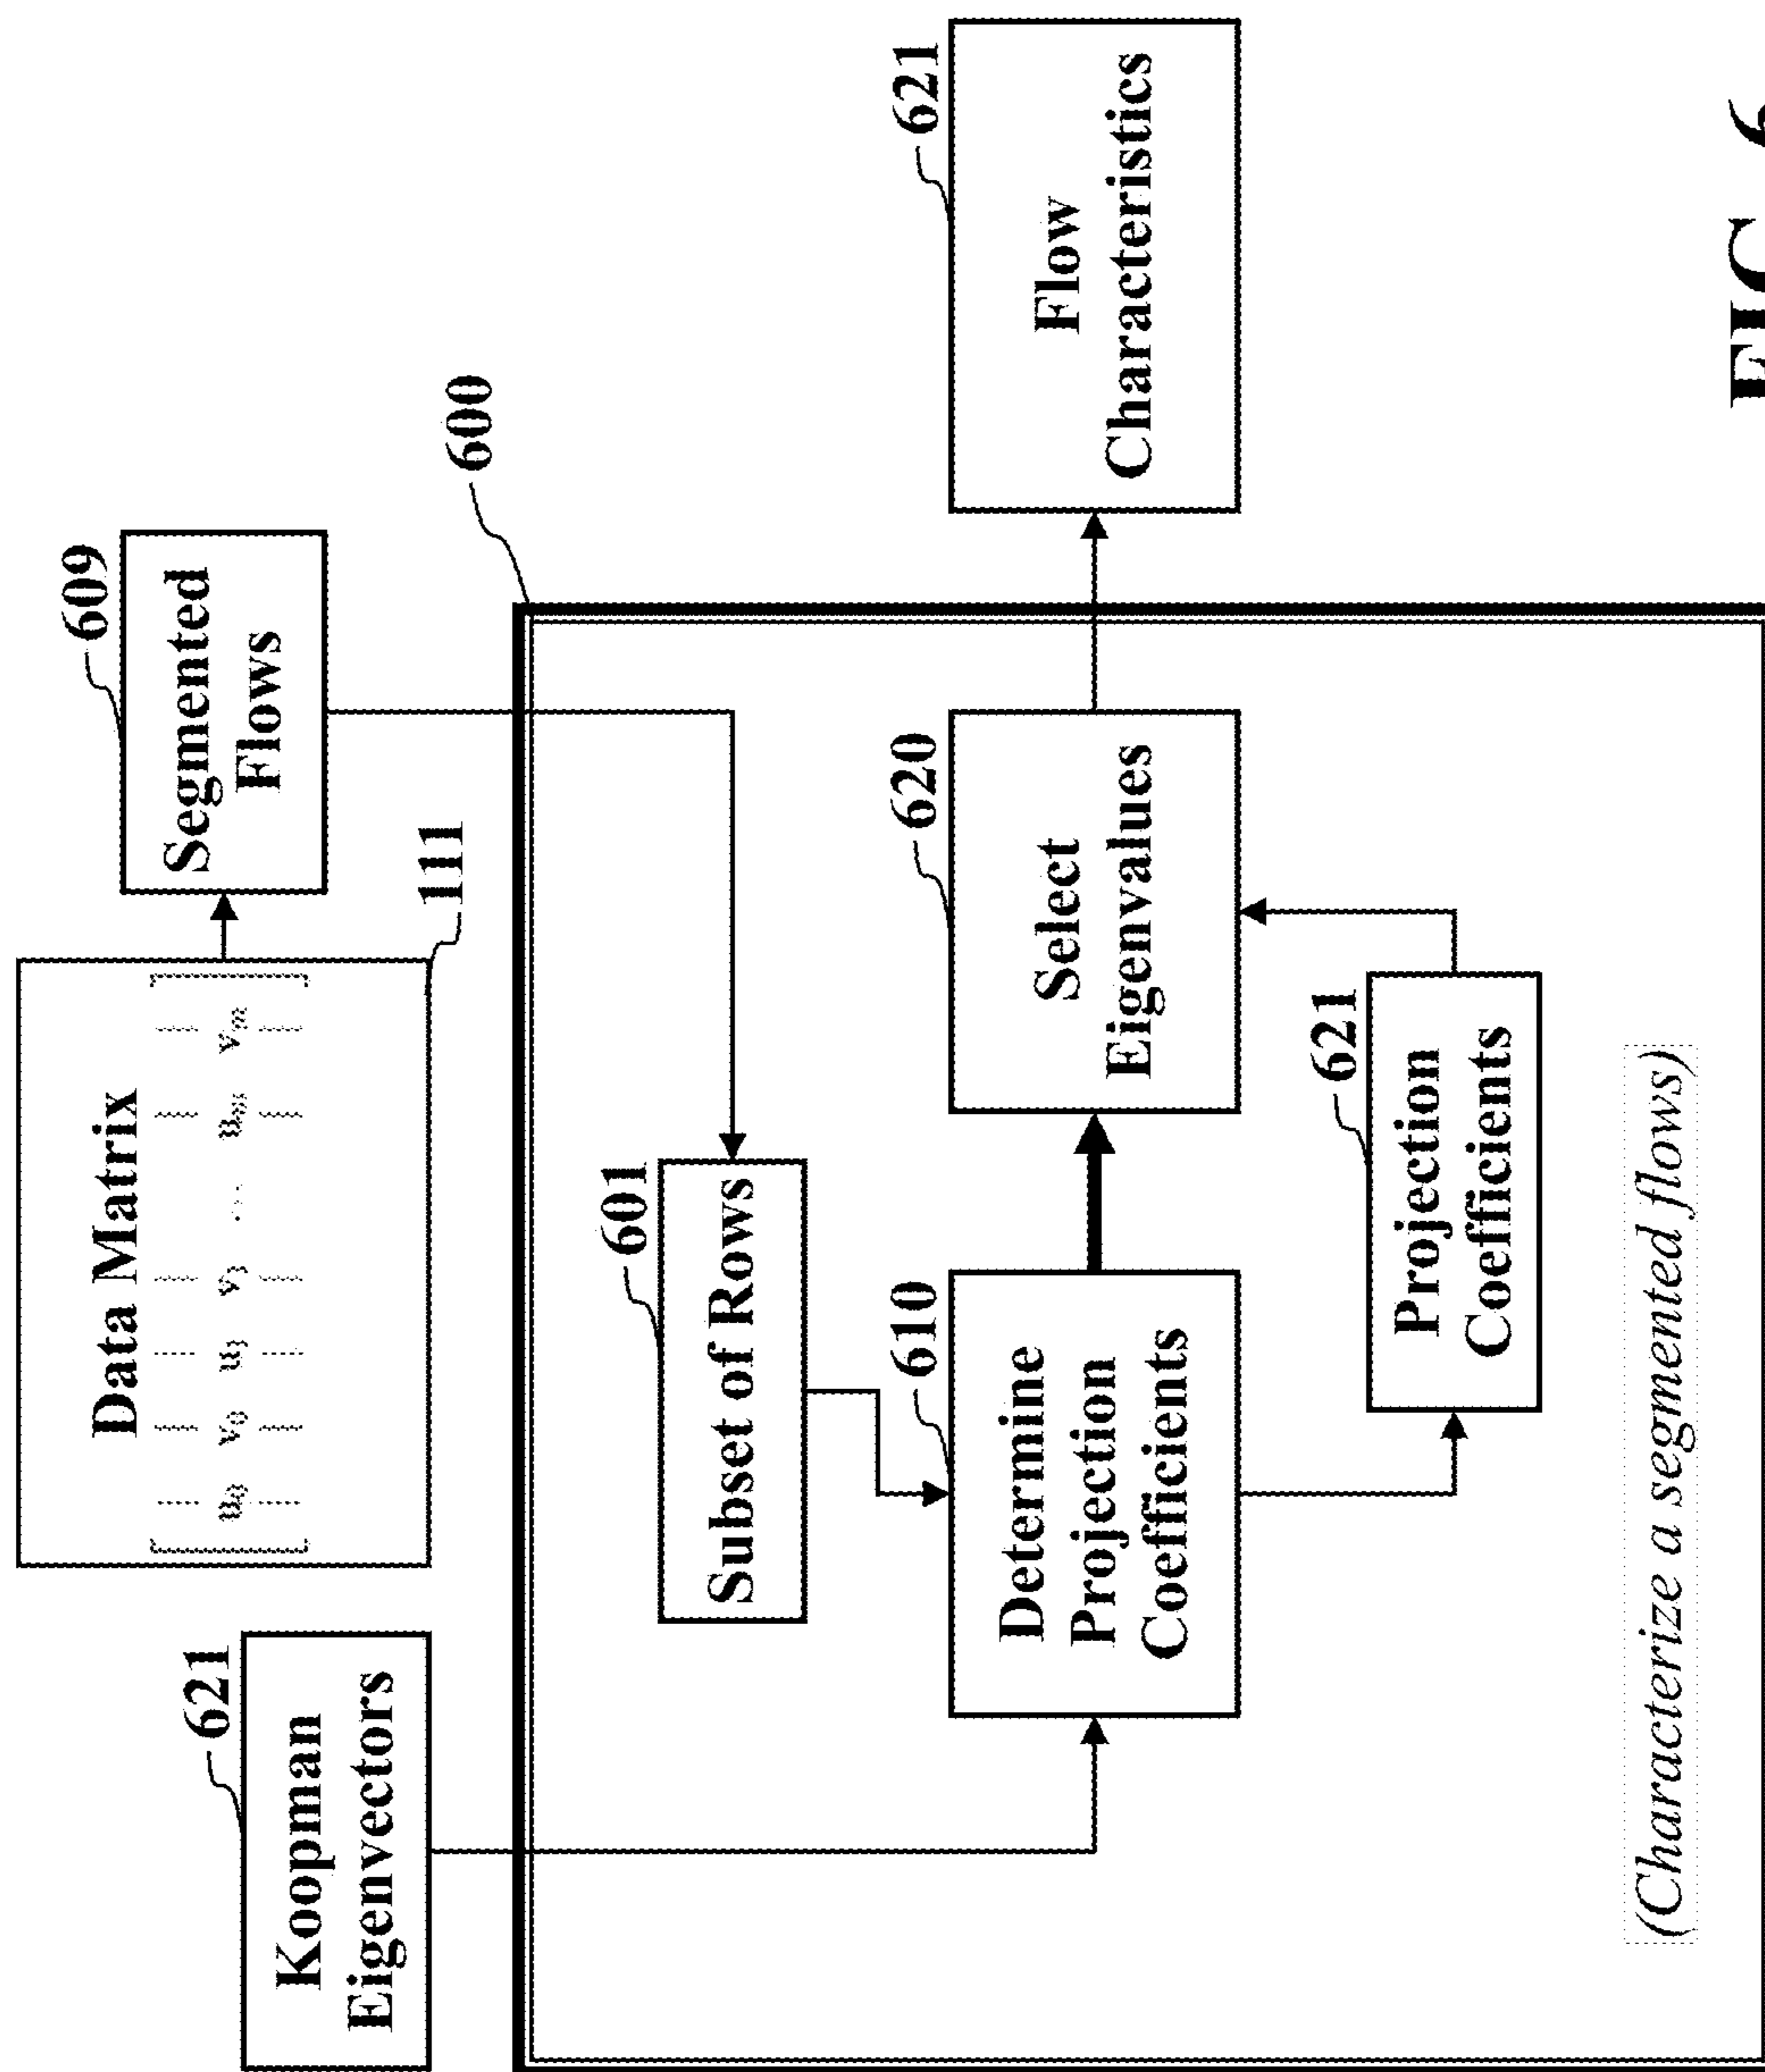 Koopman
Eigenvectors
621
Data Matrix
u₀ v₀ u₁ v₁ ... uₘ vₘ
111
Segmented
Flows
609
600
Subset of Rows
601
Determine
Projection
Coefficients
610
Select
Eigenvalues
620
Flow
Characteristics
621
Projection
Coefficients
621
(Characterize a segmented flows)
FIG. 6